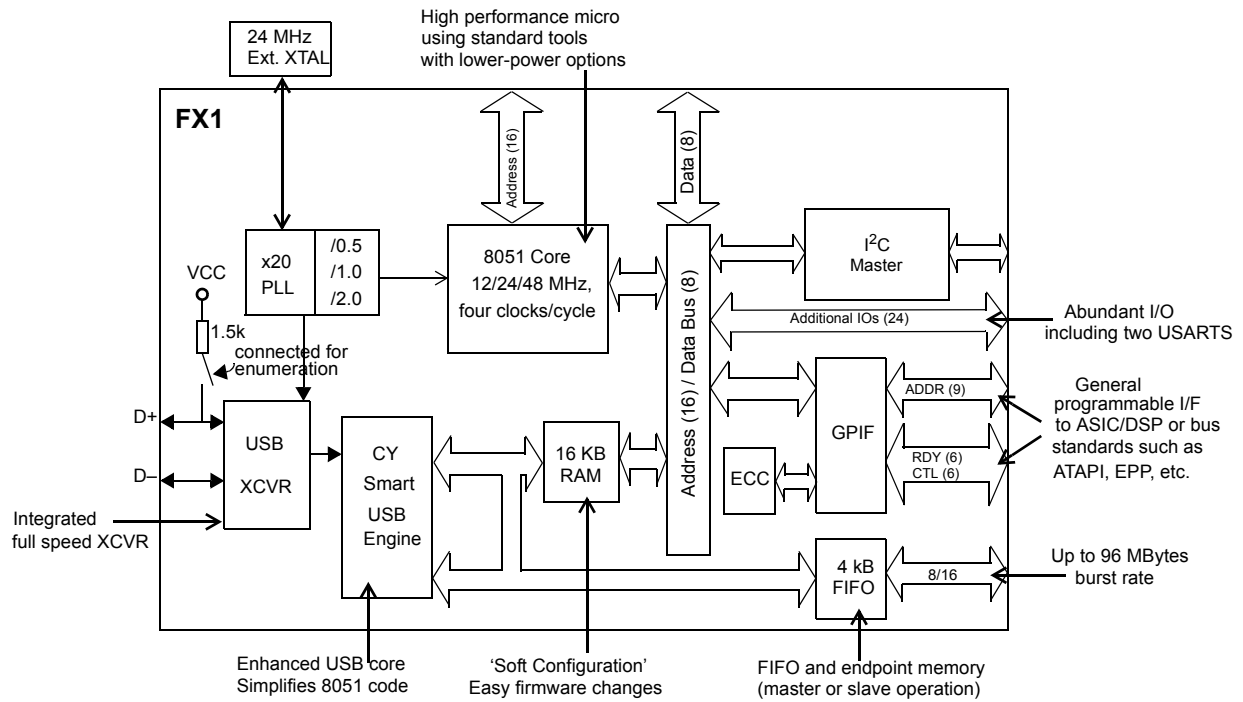 24 MHz
Ext. XTAL
High performance micro
using standard tools
with lower-power options
FX1
Address (16)
Data (8)
x20
PLL
/0.5
/1.0
/2.0
8051 Core
12/24/48 MHz,
four clocks/cycle
I2C
Master
VCC
1.5k
connected for
enumeration
Address (16) / Data Bus (8)
Additional IOs (24)
Abundant I/O
including two USARTS
D+
D–
USB
XCVR
CY
Smart
USB
Engine
16 KB
RAM
ECC
GPIF
ADDR (9)
RDY (6)
CTL (6)
General
programmable I/F
to ASIC/DSP or bus
standards such as
ATAPI, EPP, etc.
Integrated
full speed XCVR
4 kB
FIFO
8/16
Up to 96 MBytes
burst rate
Enhanced USB core
Simplifies 8051 code
‘Soft Configuration’
Easy firmware changes
FIFO and endpoint memory
(master or slave operation)